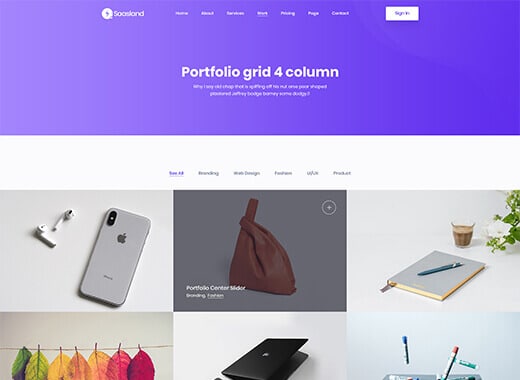 Saasland
Home About Services Work Pricing Page Contact
Sign In
Portfolio grid 4 column
Why I say old chap that is spiffing off his nut arse pear shaped
plastered Jeffrey bodge barney some dodgy.!!
See All Branding Web Design Fashion UI/UX Product
iPhone
Portfolio Center Slider
Branding, Fashion